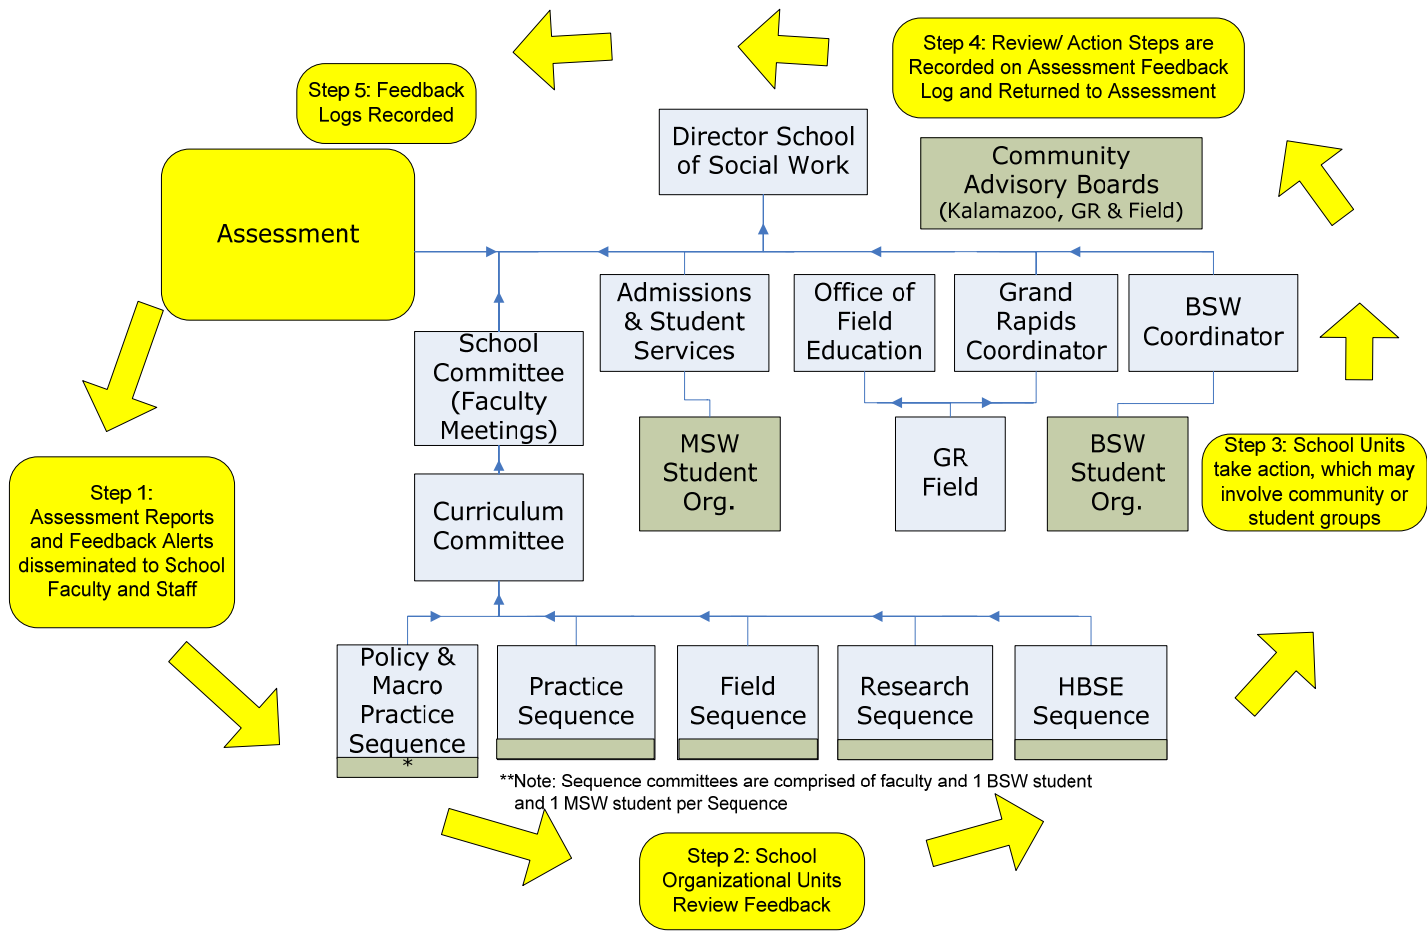 Step 4: Review/ Action Steps are
Recorded on Assessment Feedback
Log and Returned to Assessment
Step 5: Feedback
Logs Recorded
Director School
of Social Work
Community
Advisory Boards
(Kalamazoo, GR & Field)
Assessment
Admissions
& Student
Services
Office of
Field
Education
Grand
Rapids
Coordinator
BSW
Coordinator
School
Committee
(Faculty
Meetings)
MSW
Student
Org.
GR
Field
BSW
Student
Org.
Step 3: School Units
take action, which may
involve community or
student groups
Step 1:
Assessment Reports
and Feedback Alerts
disseminated to School
Faculty and Staff
Curriculum
Committee
Policy &
Macro
Practice
Sequence
*
Practice
Sequence
Field
Sequence
Research
Sequence
HBSE
Sequence
**Note: Sequence committees are comprised of faculty and 1 BSW student
and 1 MSW student per Sequence
Step 2: School
Organizational Units
Review Feedback